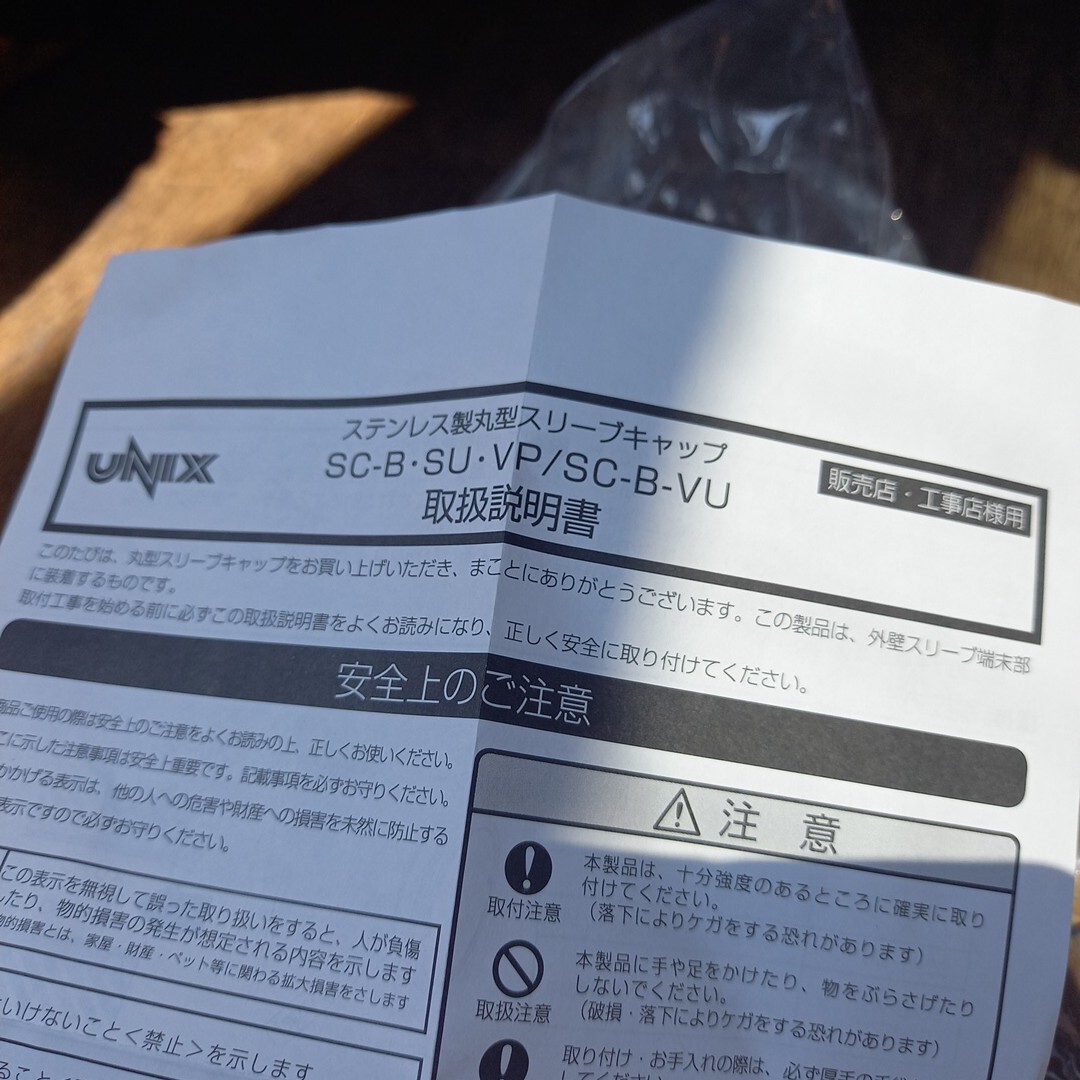 UNIX
ステンレス製丸型スリーブキャップ
SC-B・SU・VP/SC-B-VU
取扱説明書
販売店・工事店様用
このたびは、丸型スリーブキャップをお買い上げいただき、まことにありがとうございます。この製品は、外壁スリーブ端末部
に装着するものです。
取付工事を始める前に必ずこの取扱説明書をよくお読みになり、正しく安全に取り付けてください。
安全上のご注意
商品ご使用の際は安全上のご注意をよくお読みの上、正しくお使いください。
こに示した注意事項は安全上重要です。記載事項を必ずお守りください。
かかげる表示は、他の人への危害や財産への損害を未然に防止する
表示ですので必ずお守りください。
この表示を無視して誤った取り扱いをすると、人が負傷
したり、物的損害の発生が想定される内容を示します
物的損害とは、家屋・財産・ペット等に関わる拡大損害をさします
いけないこと<禁止>を示します
注意
取付注意
本製品は、十分強度のあるところに確実に取り
付けてください。
（落下によりケガをする恐れがあります）
取扱注意
本製品に手や足をかけたり、物をぶらさげたり
しないでください。
（破損・落下によりケガをする恐れがあります）
取り付け・お手入れの際は、必ず厚手の手袋